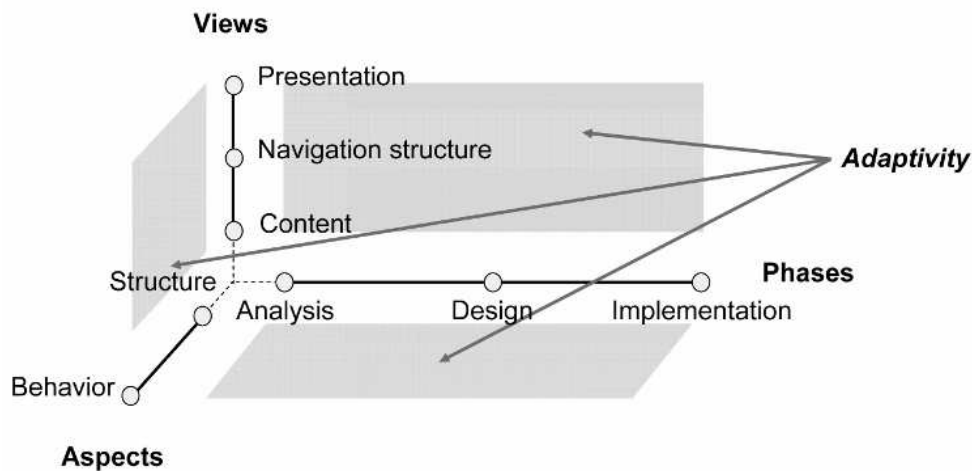 Views
Presentation
Navigation structure
Adaptivity
Content
Structure
Phases
Analysis
Design
Implementation
Behavior
Aspects